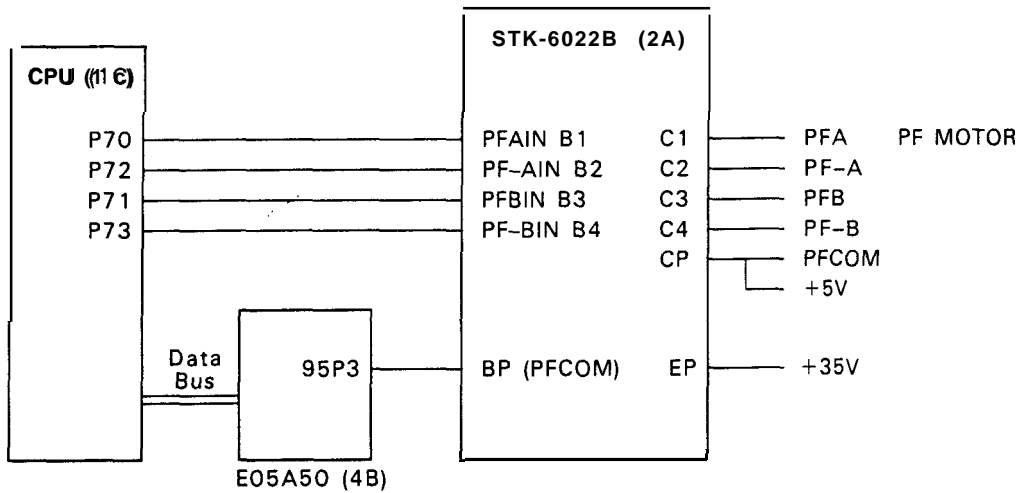 STK-6022B (2A)
CPU
P70
P72
P71
P73
PFAIN B1
PF-AIN B2
PFBIN B3
PF-BIN B4
C1
C2
C3
C4
CP
PFA PF MOTOR
PF-A
PFB
PF-B
PFCOM
+5V
Data
Bus
95P3
BP (PFCOM)
EP
+35V
E05A50 (4B)